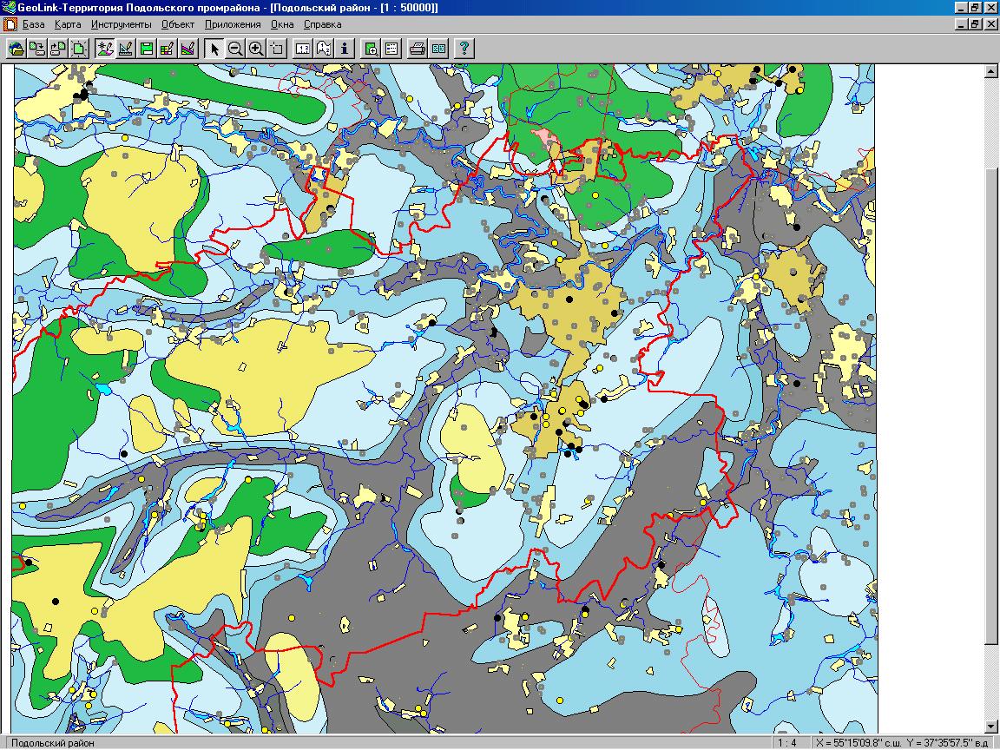 GeoLink-Территория Подольского промрайона - [Подольский район - [1 : 50000]]
База Карта Инструменты Объект Приложения Окна Справка
Подольский район 1 : 4 X = 55°15'09.8'' с.ш. Y = 37°35'57.5'' в.д